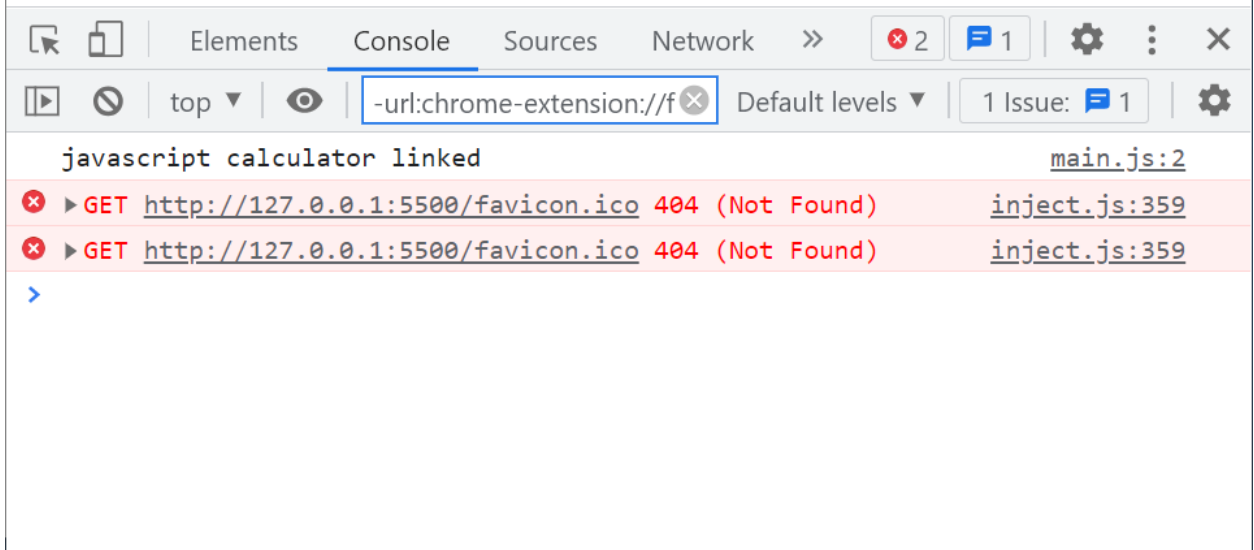 Elements Console Sources Network » 2 1
top ▼ -url:chrome-extension://f Default levels ▼ 1 Issue: 1
javascript calculator linked main.js:2
▶GET http://127.0.0.1:5500/favicon.ico 404 (Not Found) inject.js:359
▶GET http://127.0.0.1:5500/favicon.ico 404 (Not Found) inject.js:359